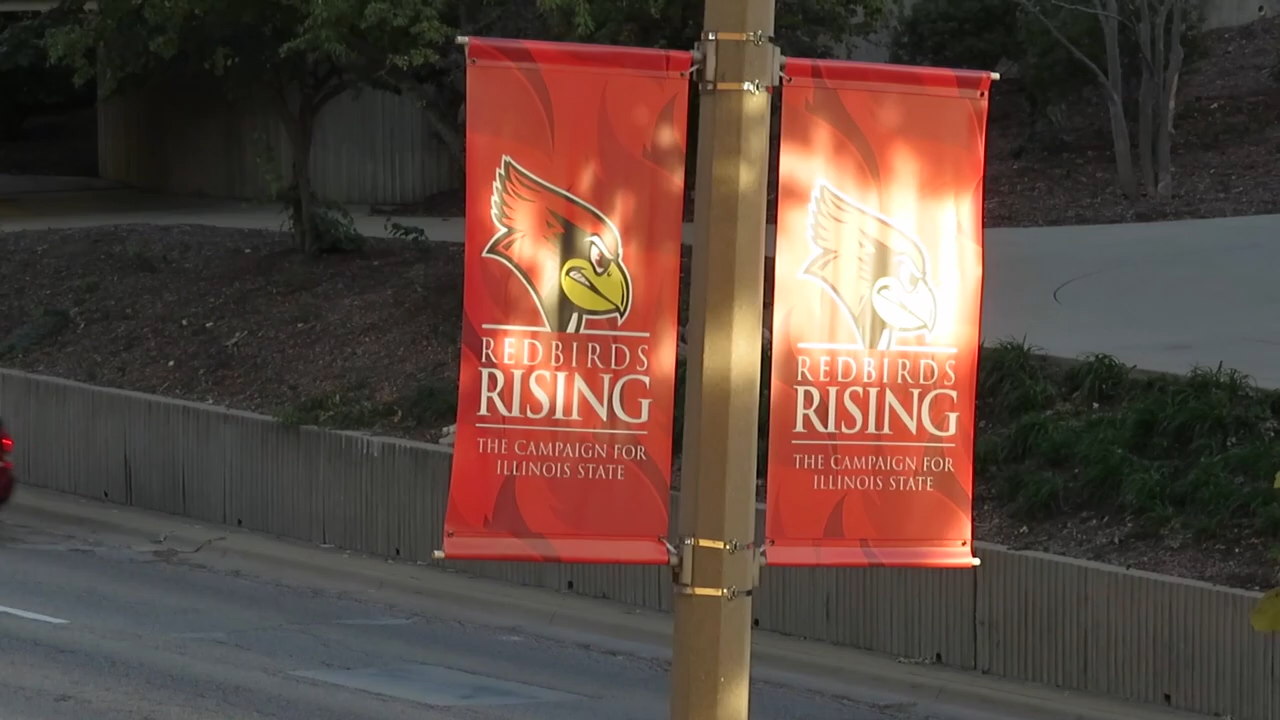 REDBIRDS
RISING
THE CAMPAIGN FOR
ILLINOIS STATE
REDBIRDS
RISING
THE CAMPAIGN FOR
ILLINOIS STATE